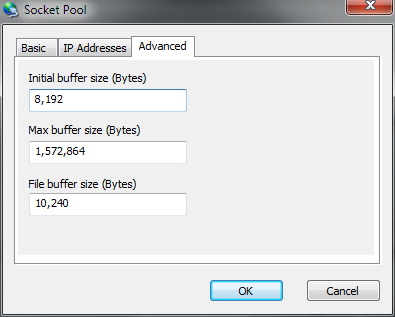 Socket Pool
Basic IP Addresses Advanced
Initial buffer size (Bytes)
8,192
Max buffer size (Bytes)
1,572,864
File buffer size (Bytes)
10,240
OK Cancel